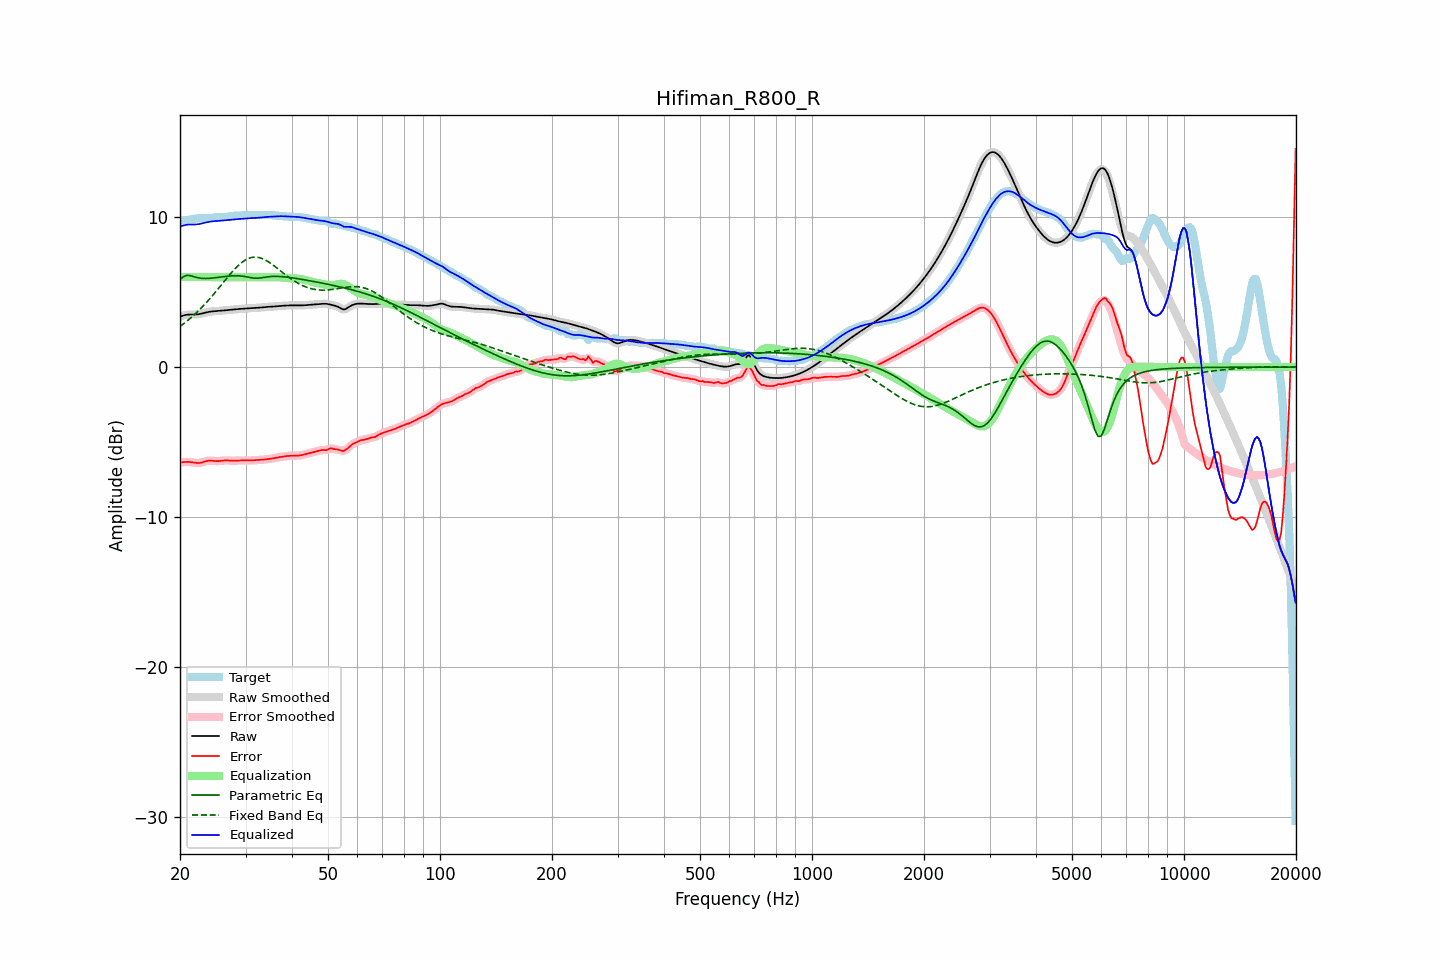 Hifiman_R800_R
Amplitude (dBr)
10
0
−10
−20
−30
Target
Raw Smoothed
Error Smoothed
Raw
Error
Equalization
Parametric Eq
Fixed Band Eq
Equalized
20 50 100 200 500 1000 2000 5000 10000 20000
Frequency (Hz)